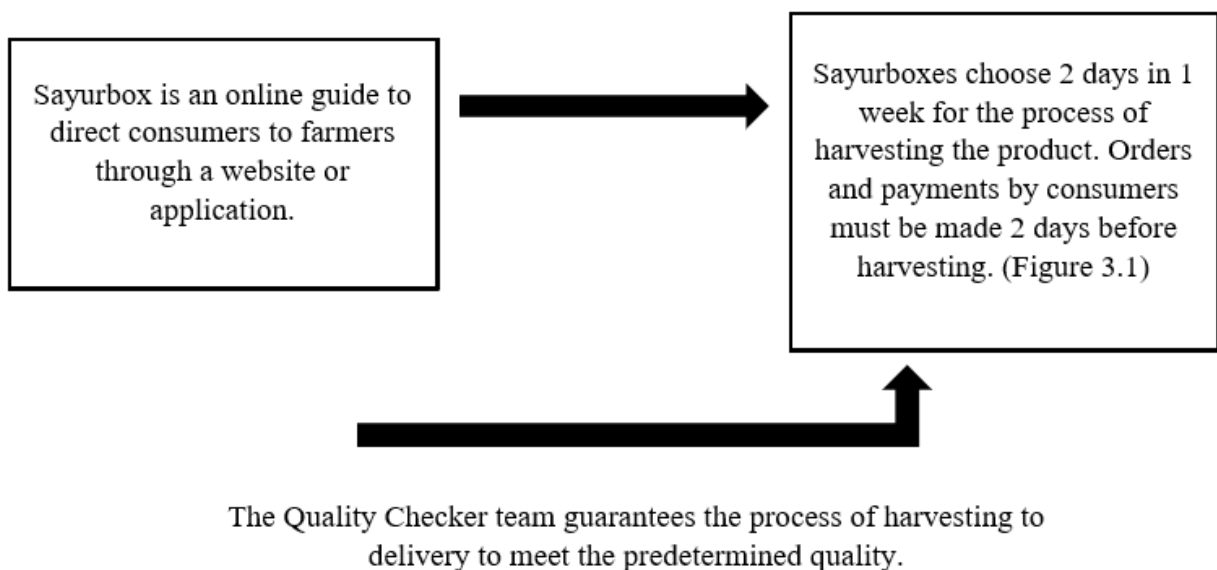 Sayurbox is an online guide to
direct consumers to farmers
through a website or
application.
Sayurboxes choose 2 days in 1
week for the process of
harvesting the product. Orders
and payments by consumers
must be made 2 days before
harvesting. (Figure 3.1)
The Quality Checker team guarantees the process of harvesting to
delivery to meet the predetermined quality.